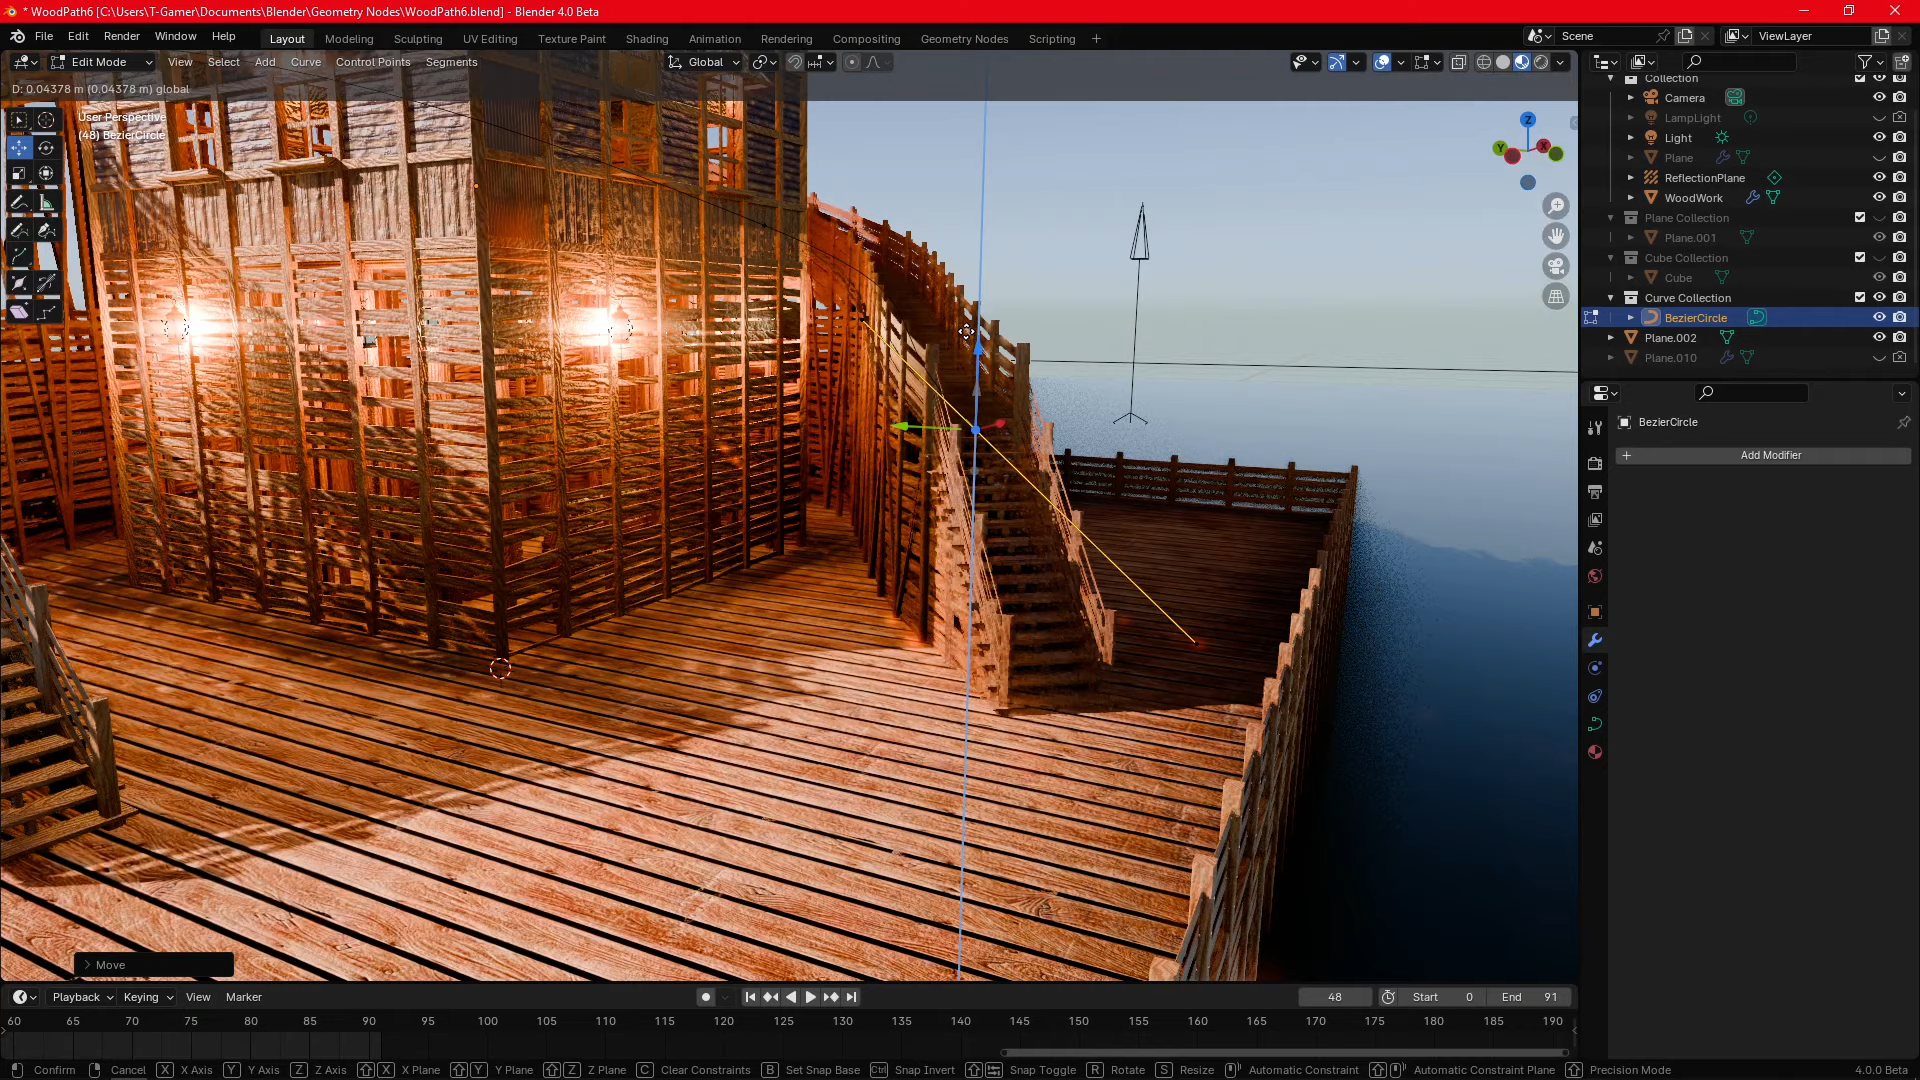 * WoodPath6 [C:\Users\T-Gamer\Documents\Blender\Geometry Nodes\WoodPath6.blend] - Blender 4.0 Beta
File Edit Render Window Help Layout Modeling Sculpting UV Editing Texture Paint Shading Animation Rendering Compositing Geometry Nodes Scripting +
Scene ViewLayer
Edit Mode View Select Add Curve Control Points Segments Global
D: 0.04378 m (0.04378 m) global
User Perspective
(48) BezierCircle
Z
Y X
Collection
Camera
LampLight
Light
Plane
ReflectionPlane
WoodWork
Plane Collection
Plane.001
Cube Collection
Cube
Curve Collection
BezierCircle
Plane.002
Plane.010
BezierCircle
+ Add Modifier
> Move
Playback Keying View Marker 48 Start 0 End 91
60 65 70 75 80 85 90 95 100 105 110 115 120 125 130 135 140 145 150 155 160 165 170 175 180 185 190
Confirm Cancel X X Axis Y Y Axis Z Z Axis X X Plane Y Y Plane Z Z Plane C Clear Constraints B Set Snap Base Ctrl Snap Invert Snap Toggle R Rotate S Resize Automatic Constraint Automatic Constraint Plane Precision Mode 4.0.0 Beta